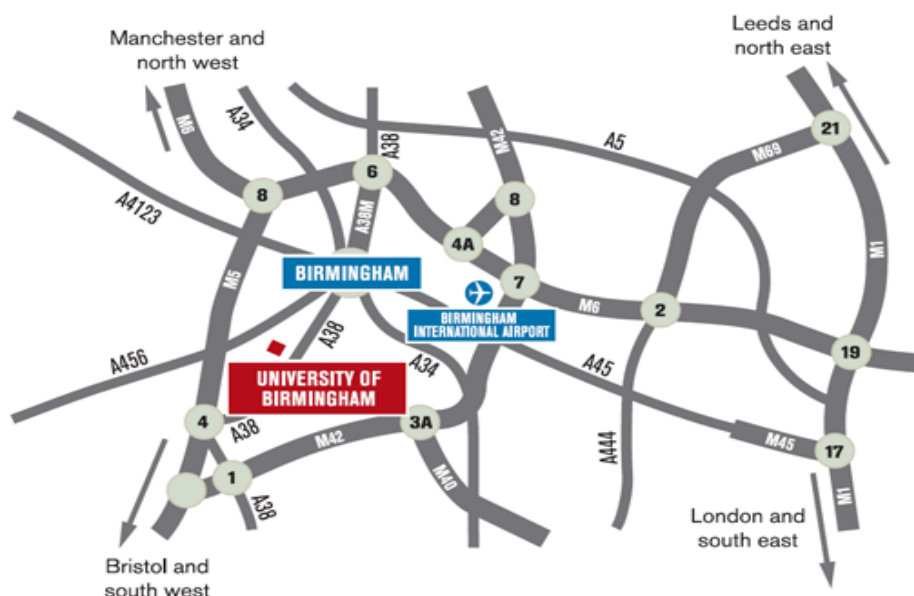 Manchester and
north west
Leeds and
north east
M6
A34
A38
M42
A5
21
M69
6
8
8
A4123
A38M
4A
M1
BIRMINGHAM
7
M5
BIRMINGHAM
INTERNATIONAL AIRPORT
M6
2
A38
19
A456
A34
A45
UNIVERSITY OF
BIRMINGHAM
4
A38
3A
M42
A444
M45
17
1
M40
A38
M1
London and
south east
Bristol and
south west